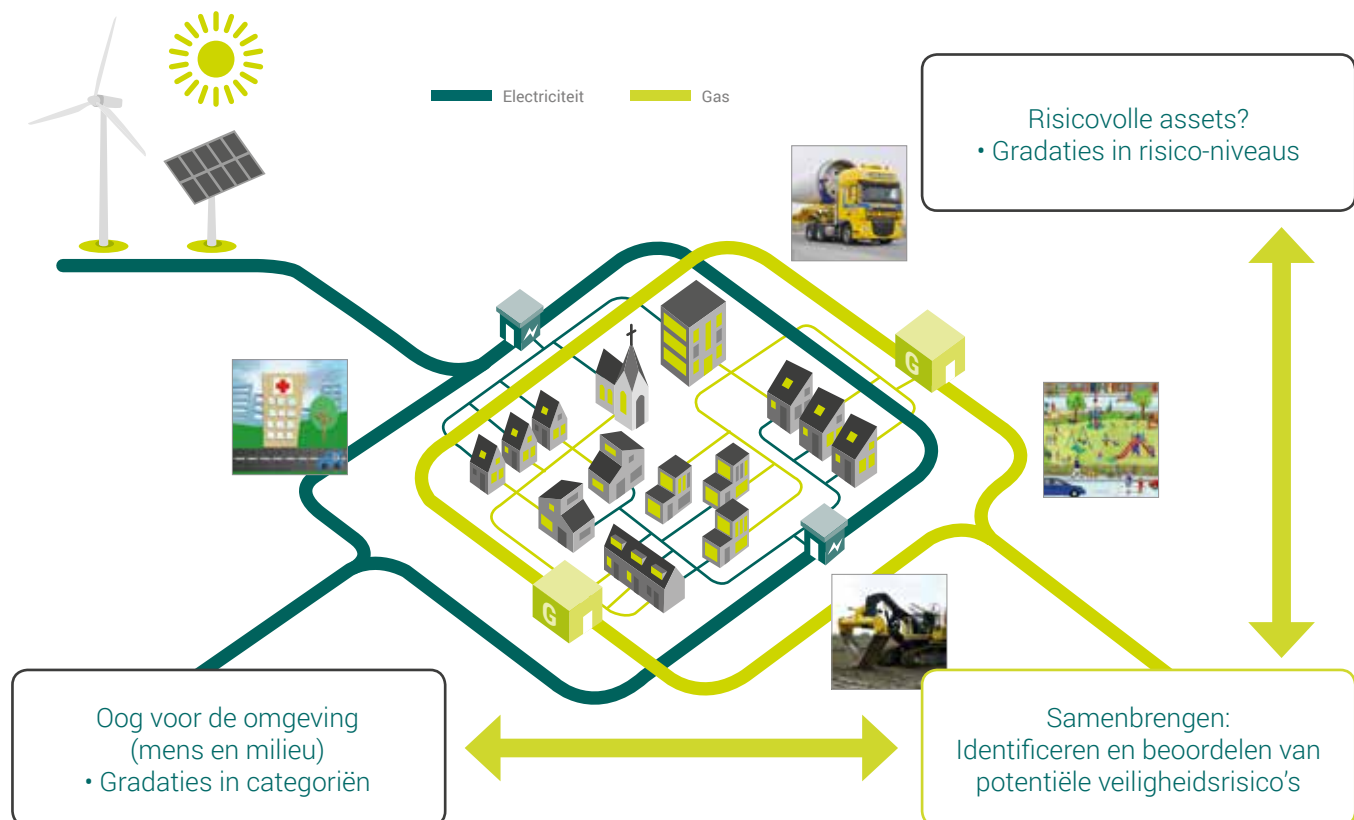 Electriciteit
Gas
Risicovolle assets?
• Gradaties in risico-niveaus
G
G
Oog voor de omgeving
(mens en milieu)
• Gradaties in categoriën
Samenbrengen:
Identificeren en beoordelen van
potentiële veiligheidsrisico's